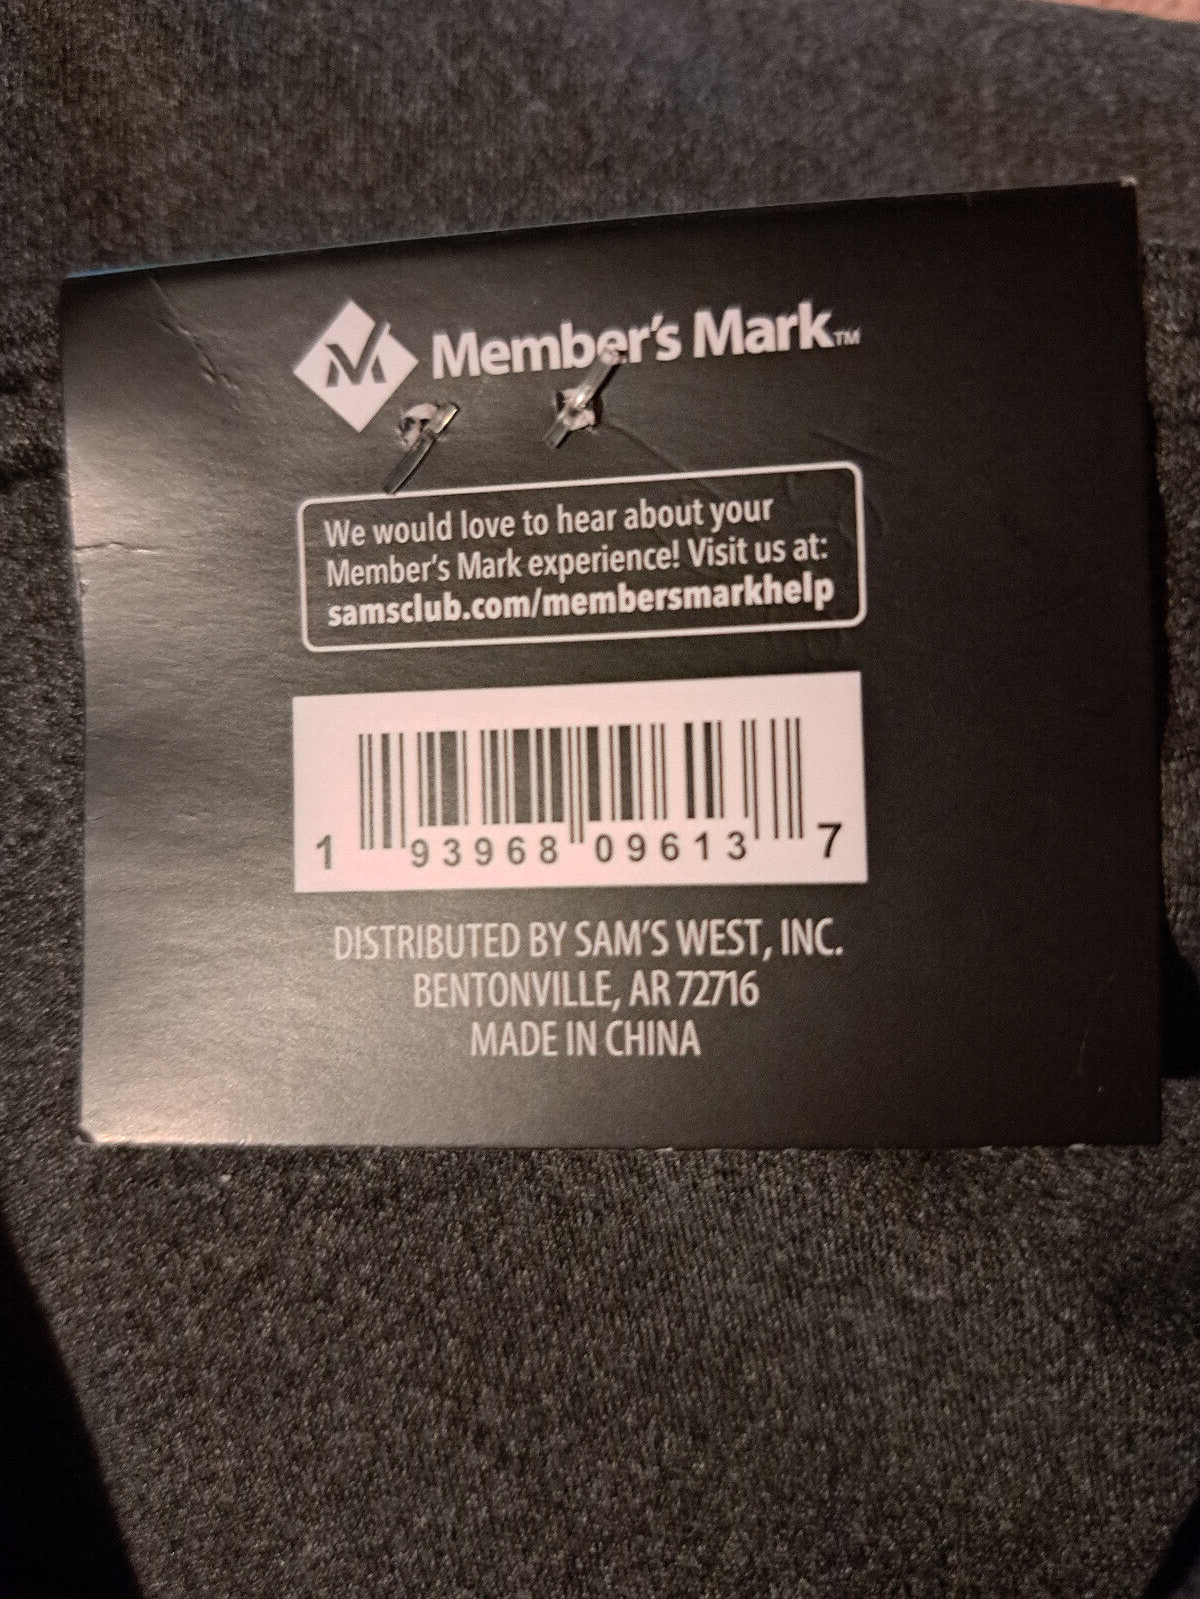 Member's Mark™
We would love to hear about your
Member's Mark experience! Visit us at:
samsclub.com/membersmarkhelp
1 93968 09613 7
DISTRIBUTED BY SAM'S WEST, INC.
BENTONVILLE, AR 72716
MADE IN CHINA